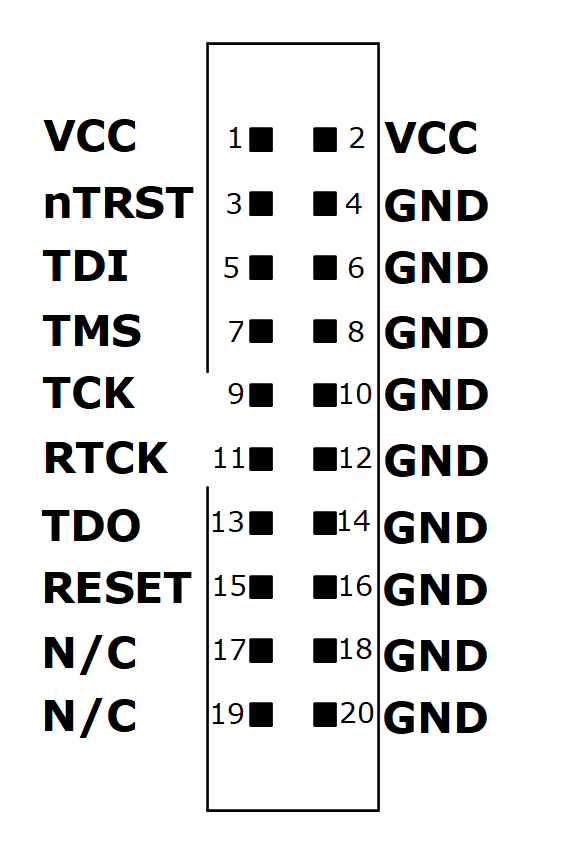 VCC 1 2 VCC
nTRST 3 4 GND
TDI 5 6 GND
TMS 7 8 GND
TCK 9 10 GND
RTCK 11 12 GND
TDO 13 14 GND
RESET 15 16 GND
N/C 17 18 GND
N/C 19 20 GND